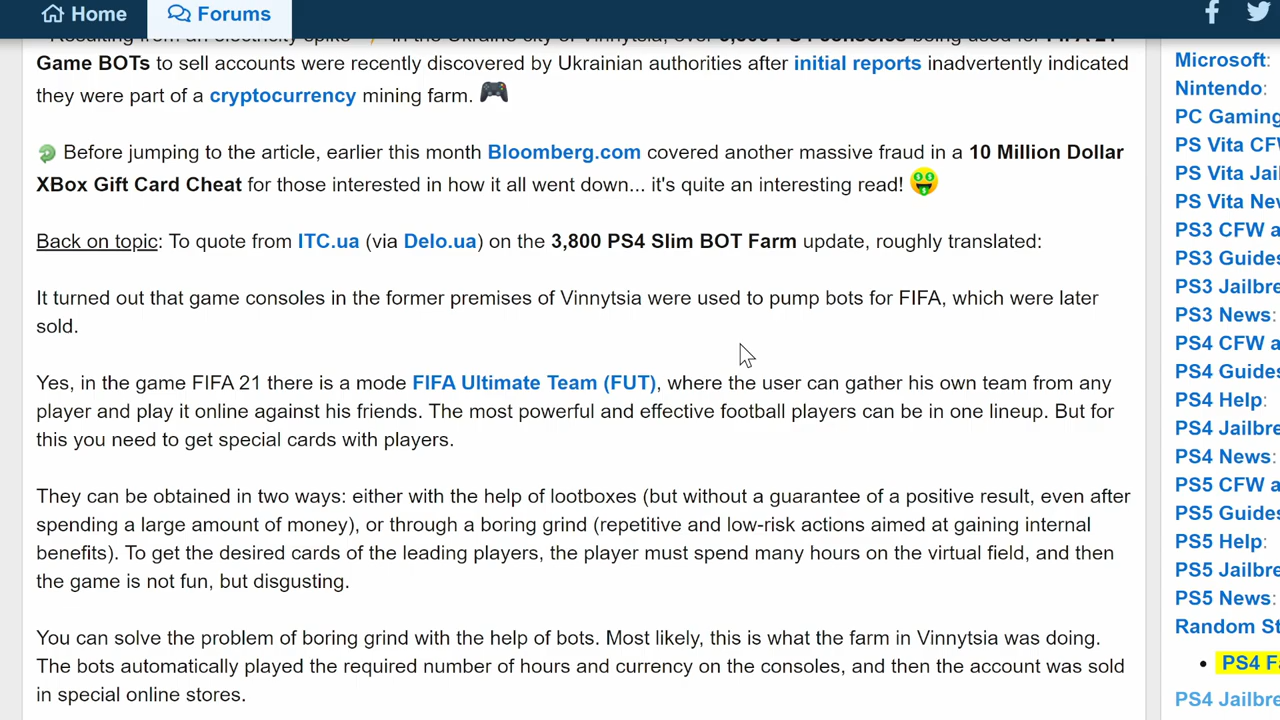 Home Forums
Resulting from an electricity spike in the Ukraine city of Vinnytsia, over 3,800 PS4 consoles being used for FIFA 21
Game BOTs to sell accounts were recently discovered by Ukrainian authorities after initial reports inadvertently indicated
they were part of a cryptocurrency mining farm.
Before jumping to the article, earlier this month Bloomberg.com covered another massive fraud in a 10 Million Dollar
XBox Gift Card Cheat for those interested in how it all went down... it's quite an interesting read!
Back on topic: To quote from ITC.ua (via Delo.ua) on the 3,800 PS4 Slim BOT Farm update, roughly translated:
It turned out that game consoles in the former premises of Vinnytsia were used to pump bots for FIFA, which were later
sold.
Yes, in the game FIFA 21 there is a mode FIFA Ultimate Team (FUT), where the user can gather his own team from any
player and play it online against his friends. The most powerful and effective football players can be in one lineup. But for
this you need to get special cards with players.
They can be obtained in two ways: either with the help of lootboxes (but without a guarantee of a positive result, even after
spending a large amount of money), or through a boring grind (repetitive and low-risk actions aimed at gaining internal
benefits). To get the desired cards of the leading players, the player must spend many hours on the virtual field, and then
the game is not fun, but disgusting.
You can solve the problem of boring grind with the help of bots. Most likely, this is what the farm in Vinnytsia was doing.
The bots automatically played the required number of hours and currency on the consoles, and then the account was sold
in special online stores.
Microsoft:
Nintendo:
PC Gaming
PS Vita CF
PS Vita Jai
PS Vita Nev
PS3 CFW a
PS3 Guides
PS3 Jailbre
PS3 News:
PS4 CFW a
PS4 Guides
PS4 Help:
PS4 Jailbre
PS4 News:
PS5 CFW a
PS5 Guides
PS5 Help:
PS5 Jailbre
PS5 News:
Random St
• PS4 F
PS4 Jailbre